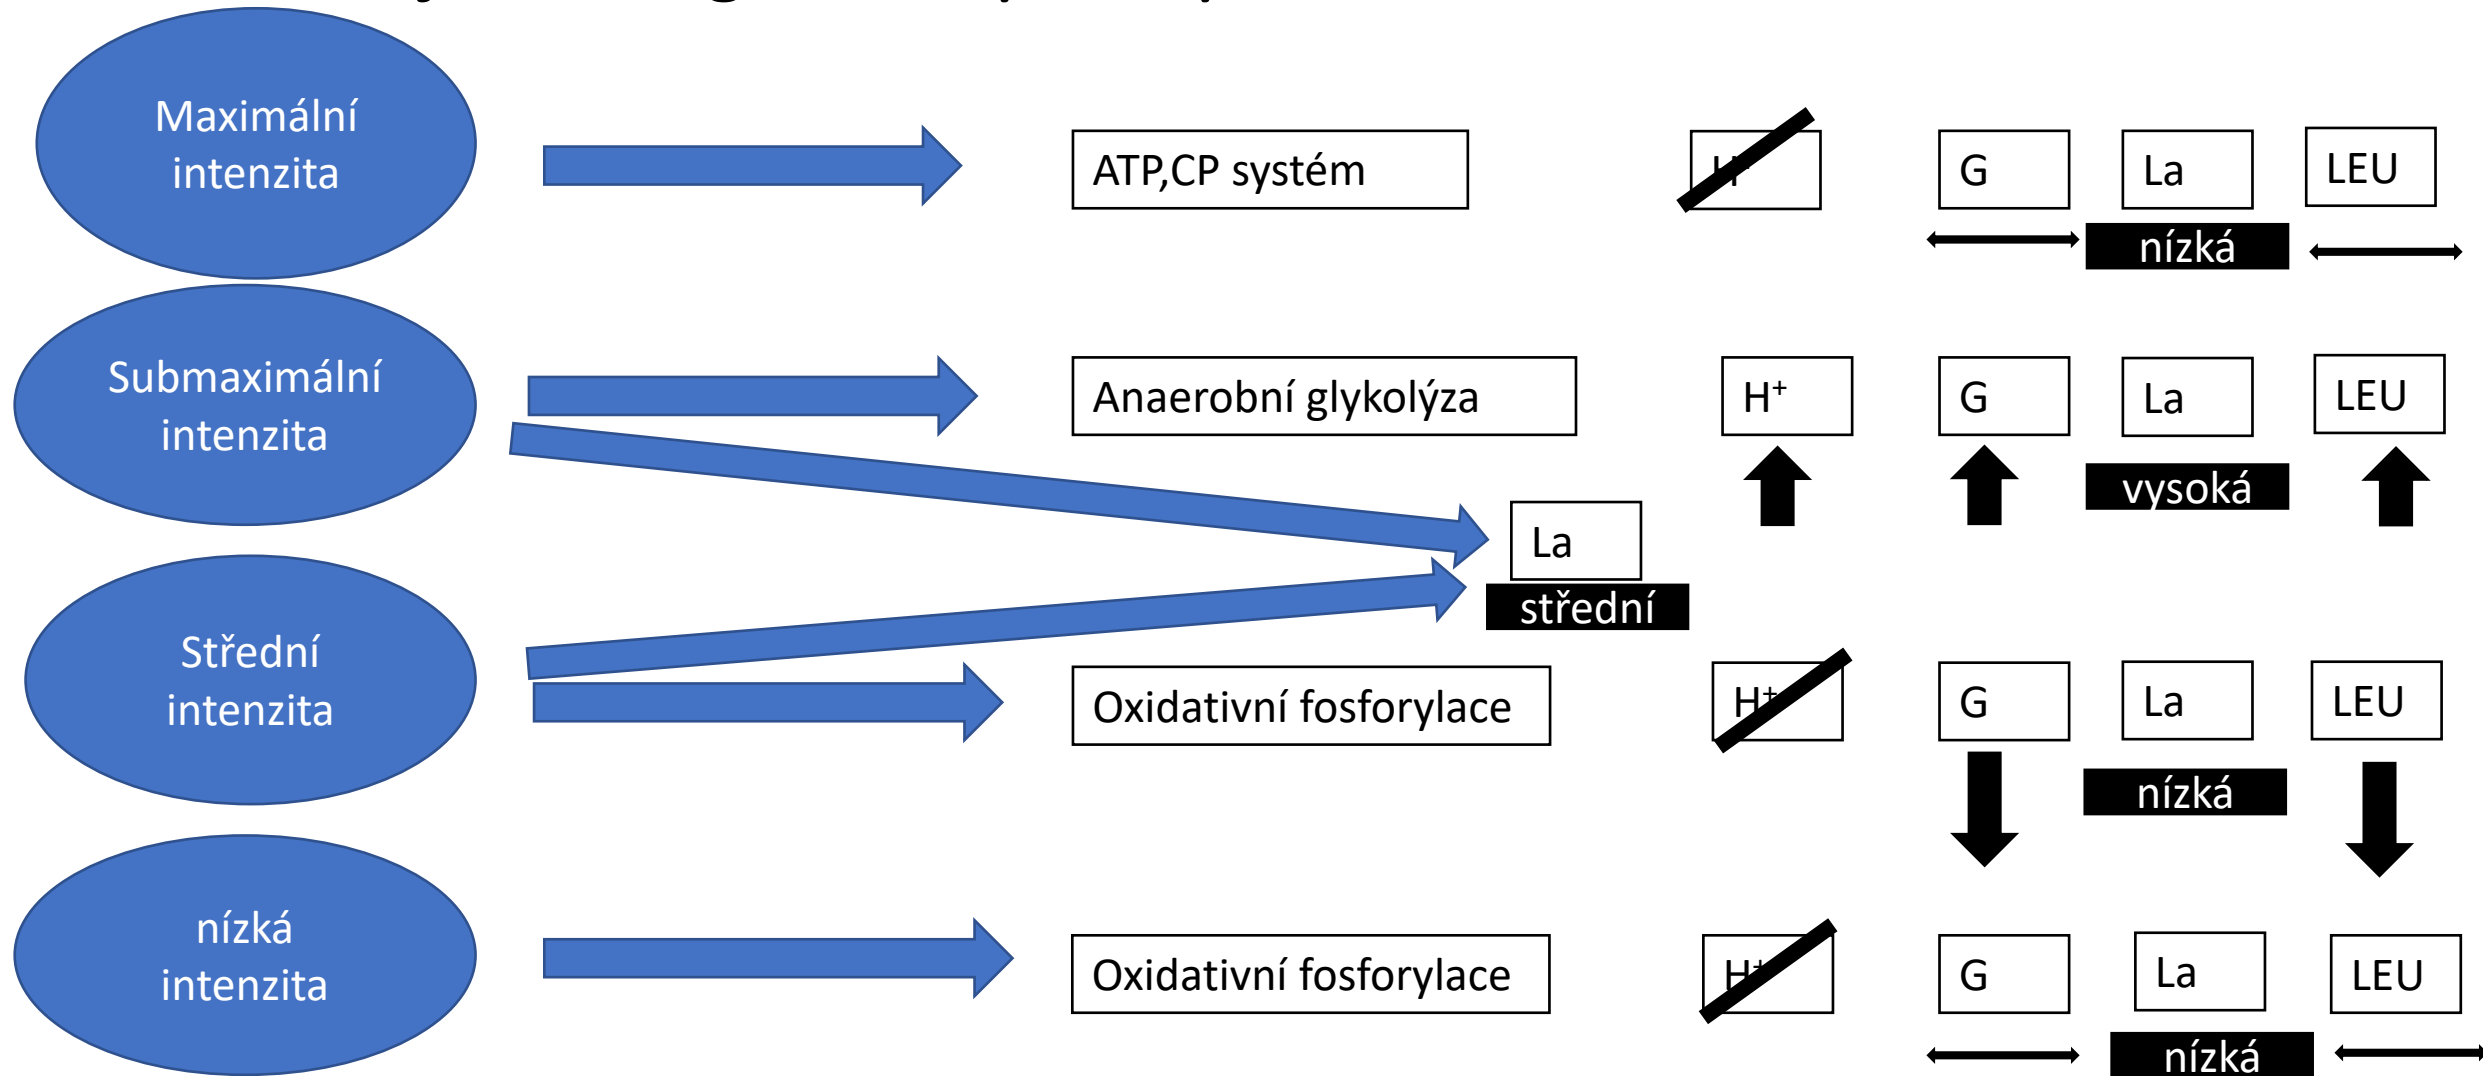 Maximální
intenzita
ATP,CP systém
G
La
LEU
nízká
Submaximální
intenzita
Anaerobní glykolýza
H⁺
G
La
LEU
vysoká
La
střední
Střední
intenzita
Oxidativní fosforylace
H⁺
G
La
LEU
nízká
nízká
intenzita
Oxidativní fosforylace
H⁺
G
La
LEU
nízká